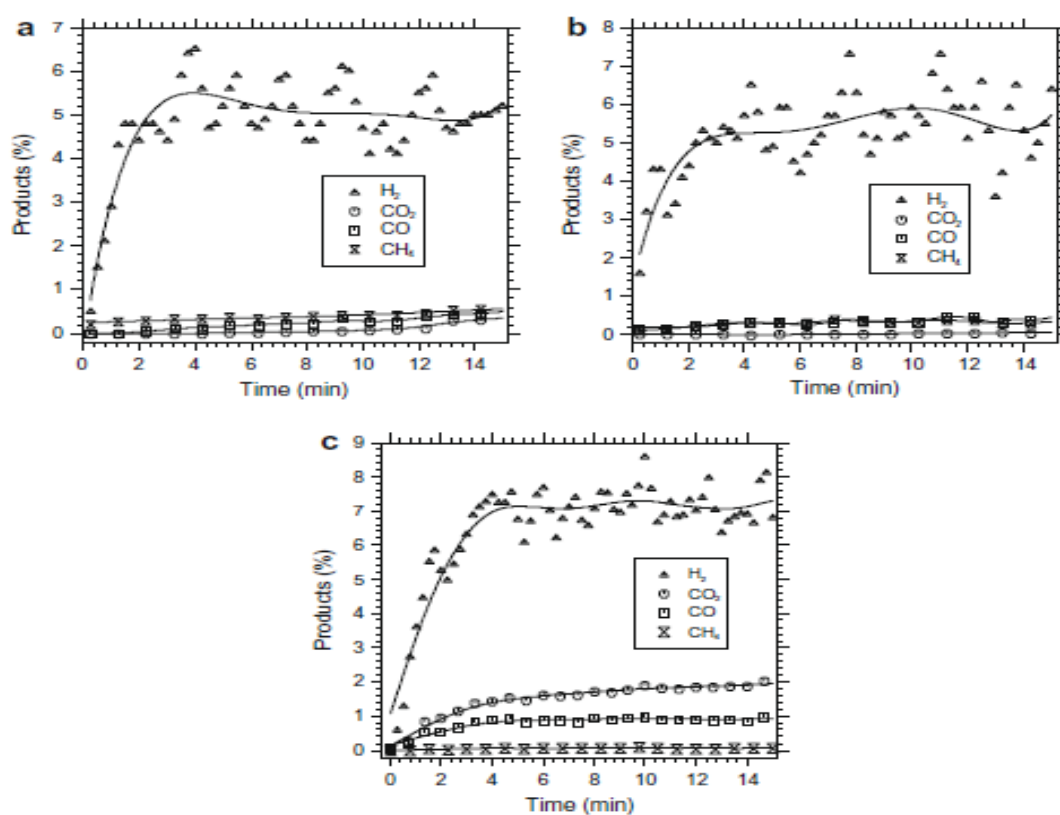 a
7
6
5
4
3
2
1
0
Products (%)
H₂
CO₂
CO
CH₄
0 2 4 6 8 10 12 14
Time (min)
b
8
7
6
5
4
3
2
1
0
Products (%)
H₂
CO₂
CO
CH₄
0 2 4 6 8 10 12 14
Time (min)
c
9
8
7
6
5
4
3
2
1
0
Products (%)
H₂
CO₂
CO
CH₄
0 2 4 6 8 10 12 14
Time (min)